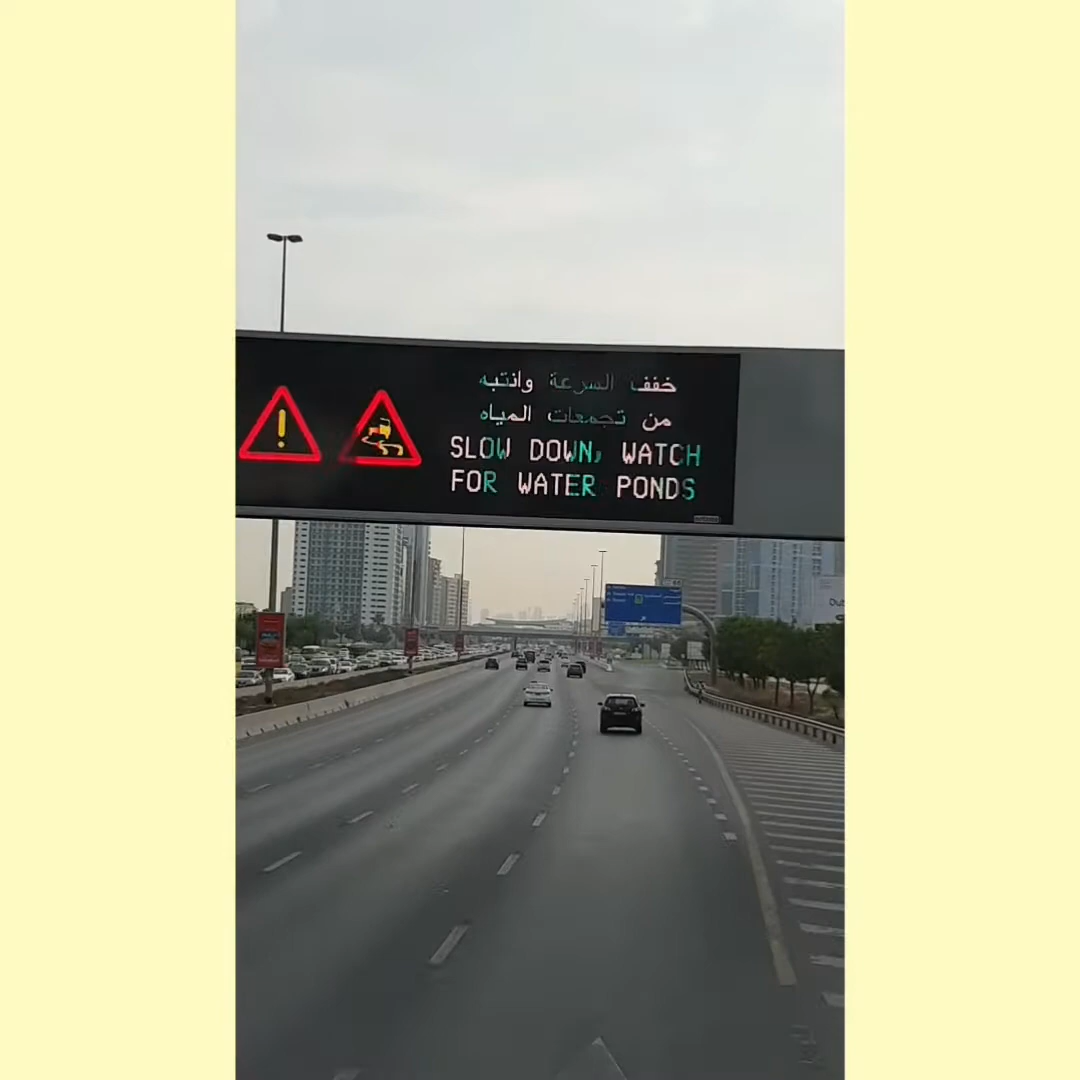 خفف السرعة وانتبه
من تجمعات المياه
SLOW DOWN, WATCH
FOR WATER PONDS